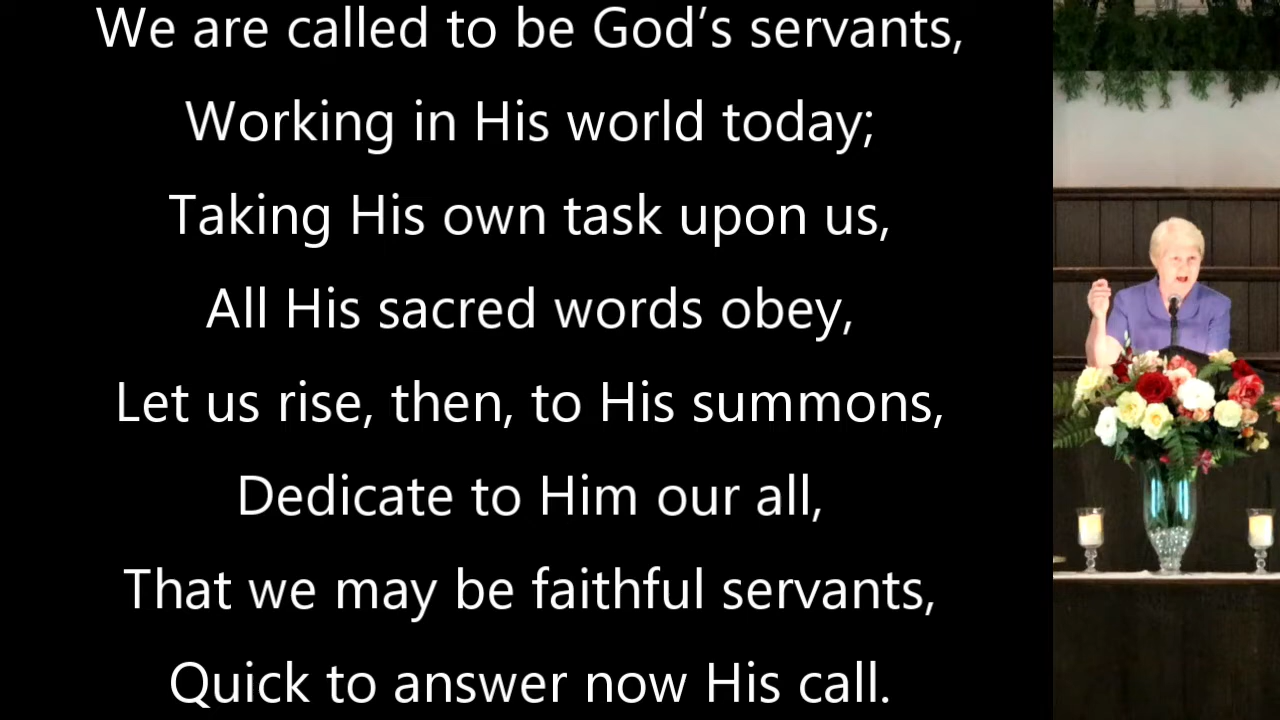 We are called to be God’s servants,
Working in His world today;
Taking His own task upon us,
All His sacred words obey,
Let us rise, then, to His summons,
Dedicate to Him our all,
That we may be faithful servants,
Quick to answer now His call.